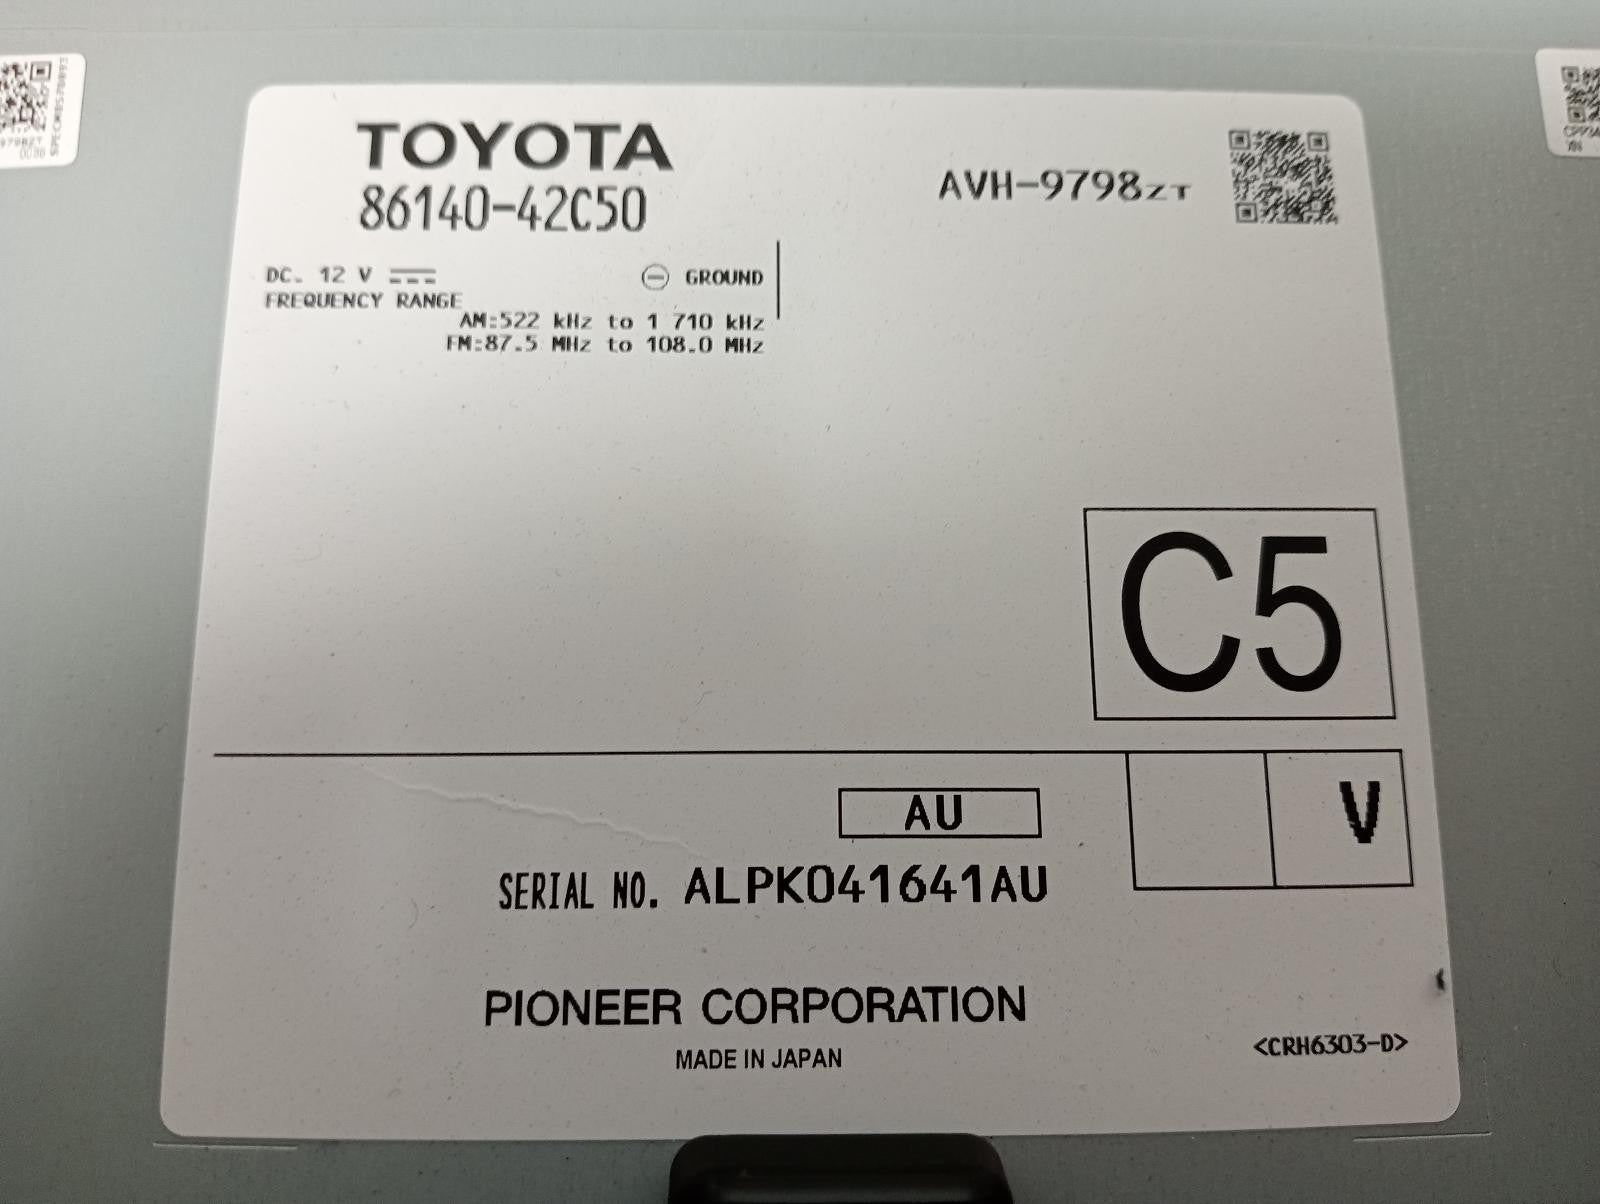 TOYOTA
86140-42C50
AVH-9798ZT
DC. 12 V
GROUND
FREQUENCY RANGE
AM:522 kHz to 1 710 kHz
FM:87.5 MHz to 108.0 MHz
C5
AU
V
SERIAL NO. ALPK041641AU
PIONEER CORPORATION
MADE IN JAPAN
<CRH6303-D>